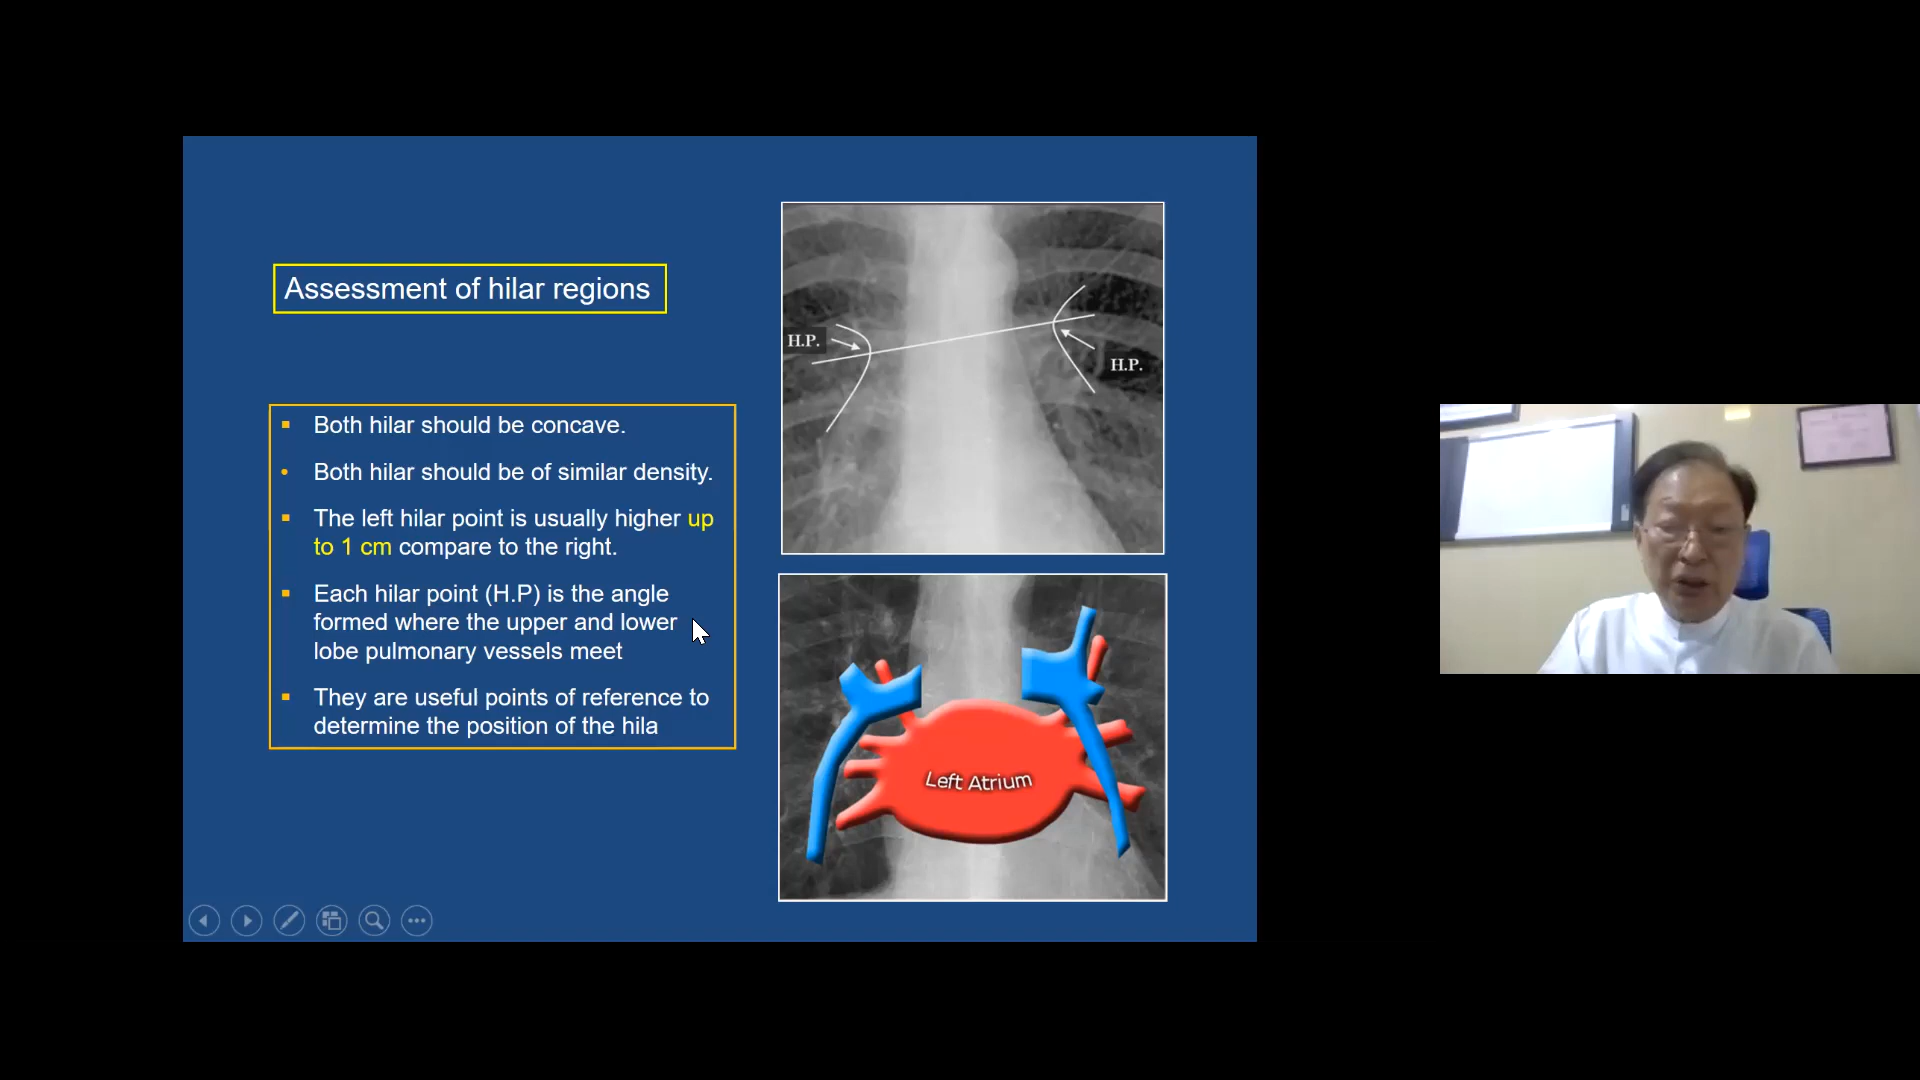 Assessment of hilar regions
Both hilar should be concave.
Both hilar should be of similar density.
The left hilar point is usually higher up
to 1 cm compare to the right.
Each hilar point (H.P) is the angle
formed where the upper and lower
lobe pulmonary vessels meet
They are useful points of reference to
determine the position of the hila
H.P.
H.P.
Left Atrium